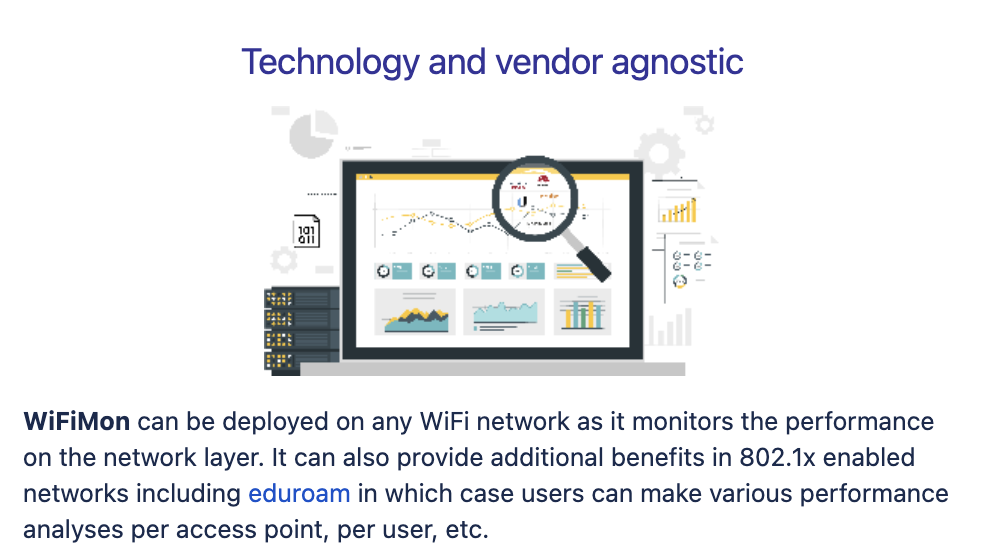 Technology and vendor agnostic
101
011
WiFiMon can be deployed on any WiFi network as it monitors the performance
on the network layer. It can also provide additional benefits in 802.1x enabled
networks including eduroam in which case users can make various performance
analyses per access point, per user, etc.